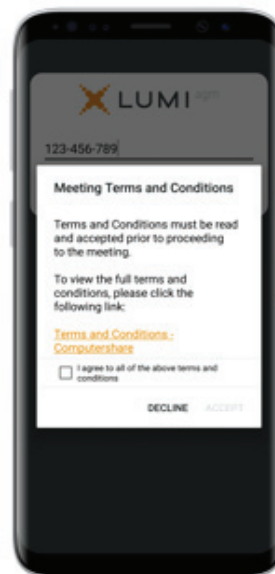 LUMI agm
123-456-789
Meeting Terms and Conditions
Terms and Conditions must be read
and accepted prior to proceeding
to the meeting.
To view the full terms and
conditions, please click the
following link:
Terms and Conditions -
Computershare
I agree to all of the above terms and
conditions
DECLINE ACCEPT